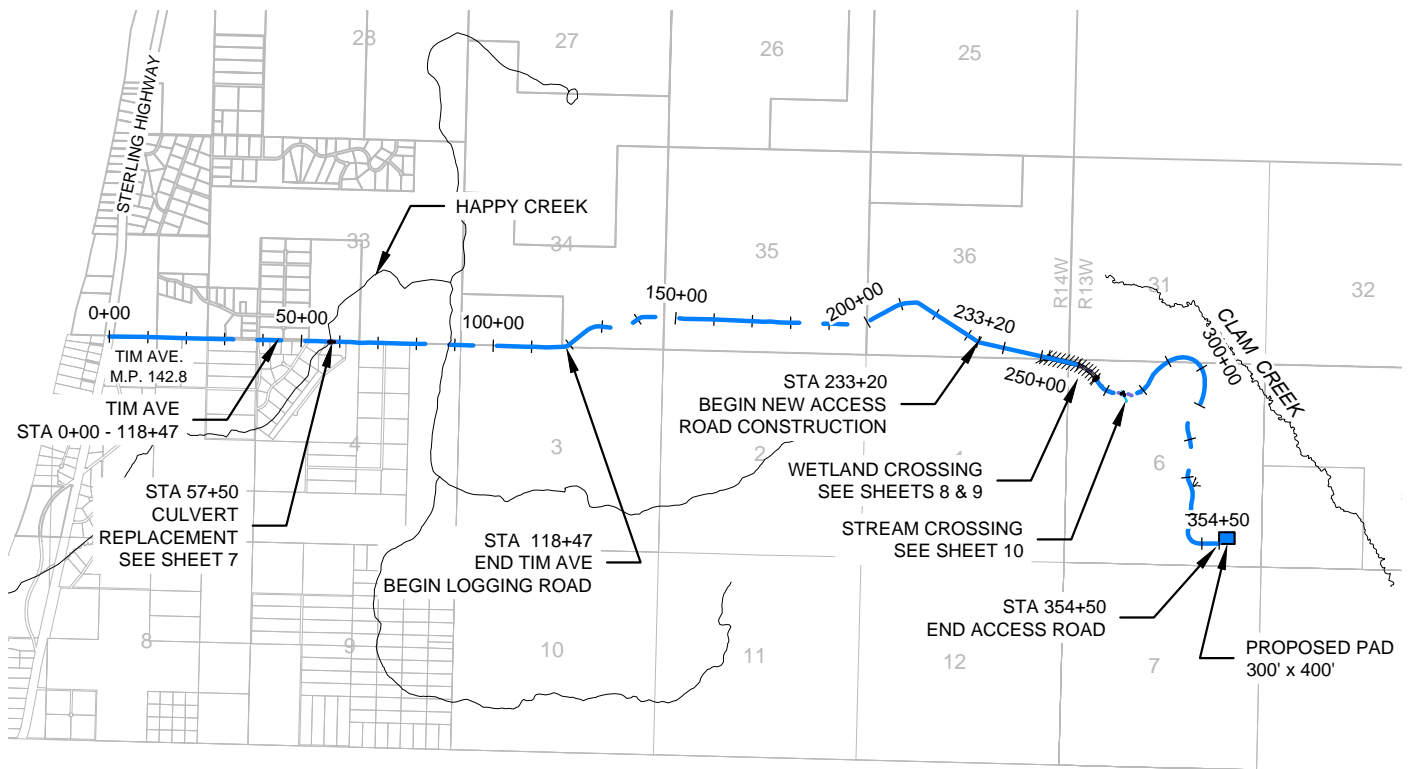 28
27
26
25
STERLING HIGHWAY
HAPPY CREEK
33
34
35
36
R14W
R13W
31
32
0+00
50+00
100+00
150+00
200+00
233+20
250+00
300+00
CLAM CREEK
TIM AVE.
M.P. 142.8
TIM AVE
STA 0+00 - 118+47
STA 233+20
BEGIN NEW ACCESS
ROAD CONSTRUCTION
4
3
2
6
WETLAND CROSSING
SEE SHEETS 8 & 9
STA 57+50
CULVERT
REPLACEMENT
SEE SHEET 7
STREAM CROSSING
SEE SHEET 10
354+50
STA 118+47
END TIM AVE
BEGIN LOGGING ROAD
STA 354+50
END ACCESS ROAD
PROPOSED PAD
300' x 400'
8
9
10
11
12
7